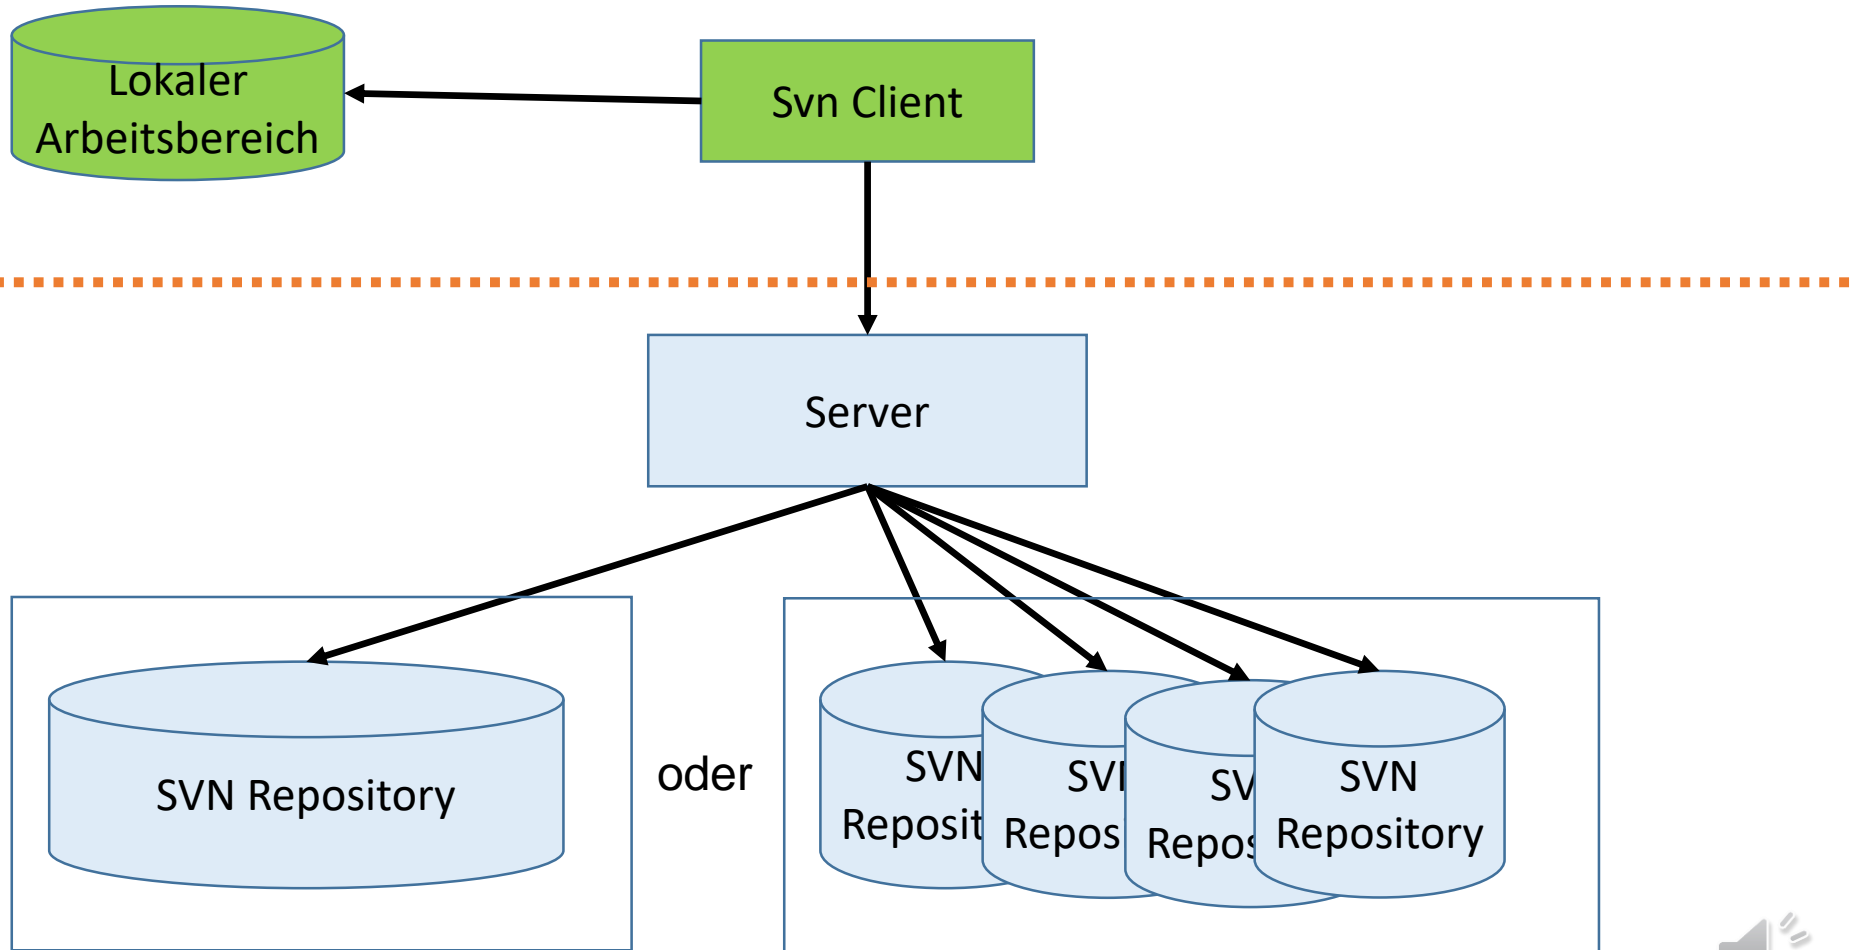 Lokaler
Arbeitsbereich
Svn Client
Server
SVN Repository
oder
SVN
Reposit
SV
Repos
SV
Repos
SVN
Repository